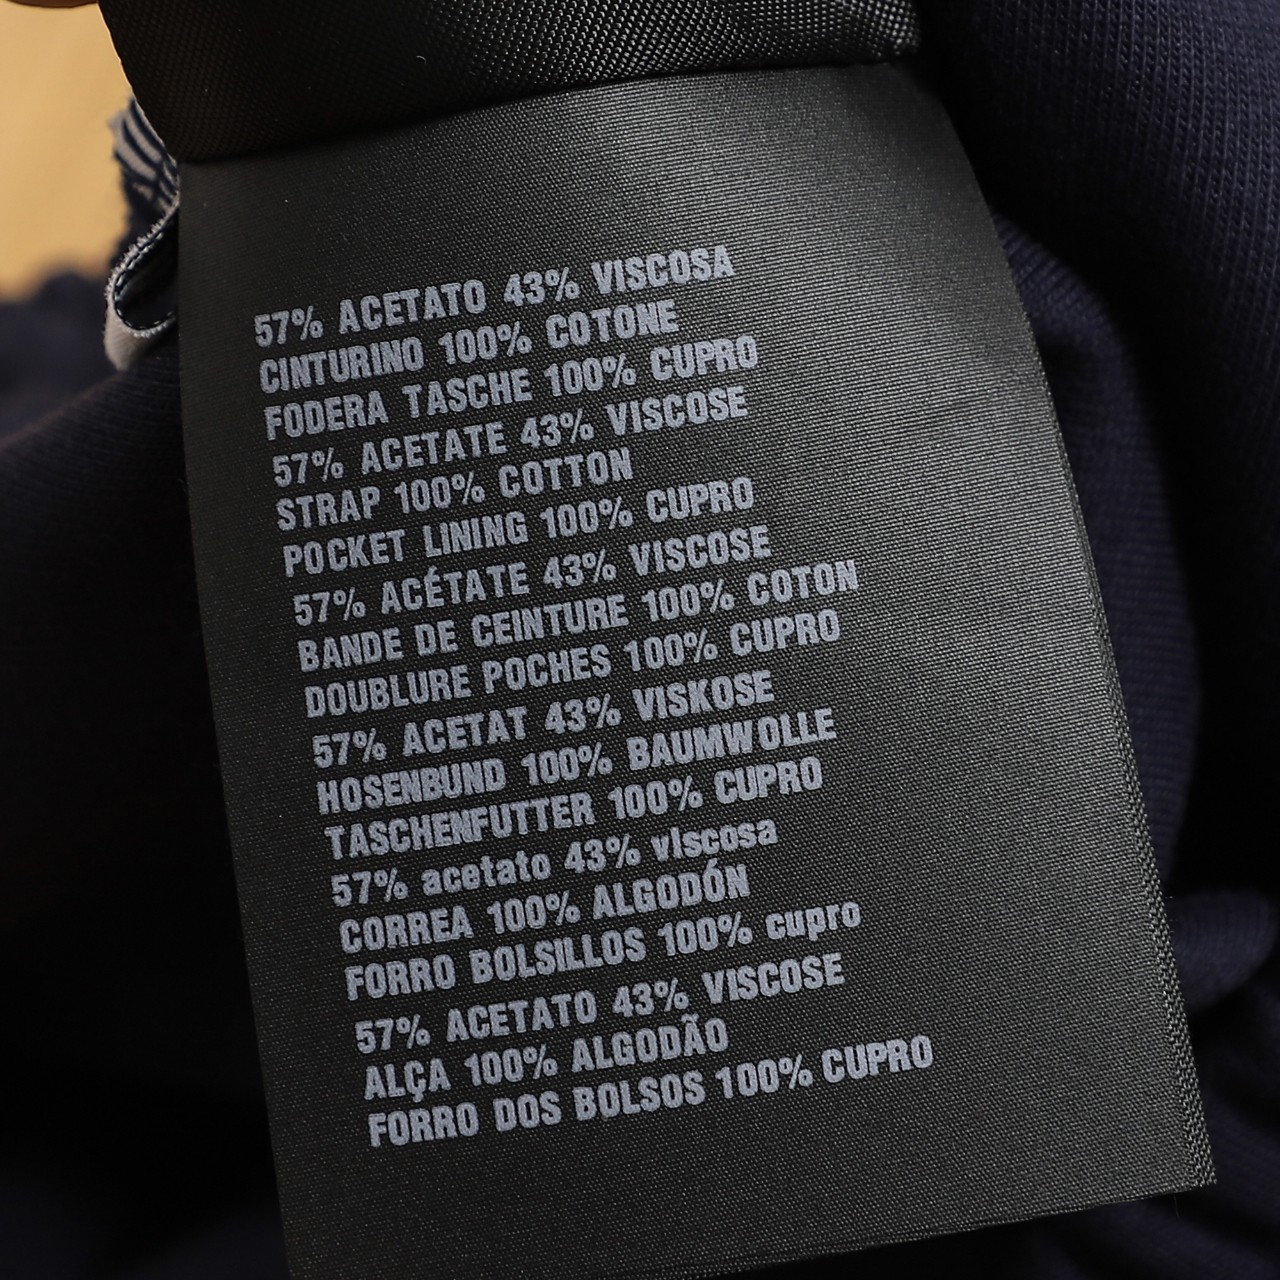 57% ACETATO 43% VISCOSA
CINTURINO 100% COTONE
FODERA TASCHE 100% CUPRO
57% ACETATE 43% VISCOSE
STRAP 100% COTTON
POCKET LINING 100% CUPRO
57% ACÉTATE 43% VISCOSE
BANDE DE CEINTURE 100% COTON
DOUBLURE POCHES 100% CUPRO
57% ACETAT 43% VISKOSE
HOSENBUND 100% BAUMWOLLE
TASCHENFUTTER 100% CUPRO
57% acetato 43% viscosa
CORREA 100% ALGODÓN
FORRO BOLSILLOS 100% cupro
57% ACETATO 43% VISCOSE
ALÇA 100% ALGODÃO
FORRO DOS BOLSOS 100% CUPRO